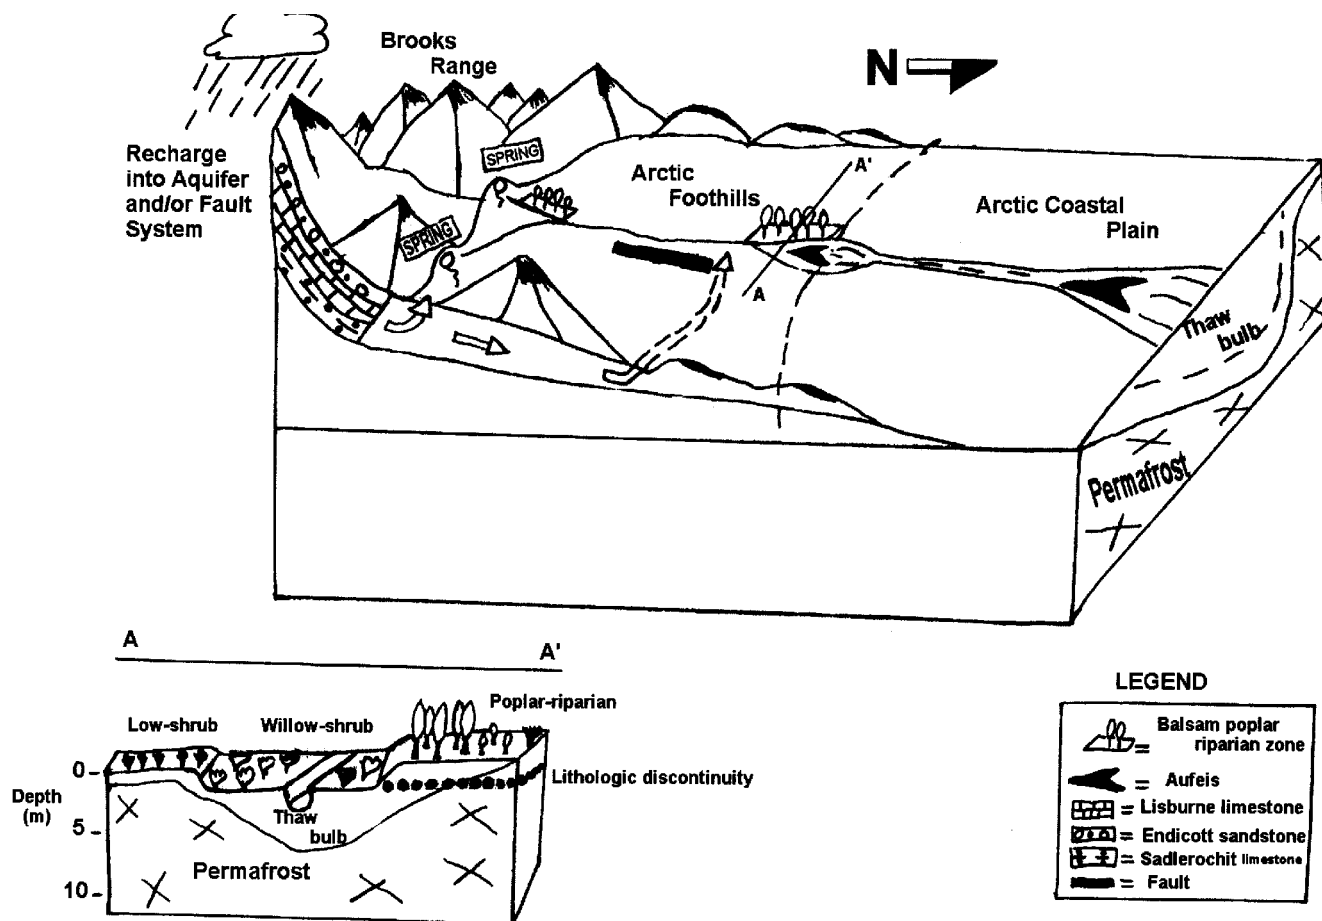 Brooks
Range
N
Recharge
into Aquifer
and/or Fault
System
SPRING
SPRING
Arctic
Foothills
A'
A
Arctic Coastal
Plain
Thaw
bulb
Permafrost
A
A'
Low-shrub
Willow-shrub
Poplar-riparian
Depth
(m)
0
5
10
Thaw
bulb
Permafrost
Lithologic discontinuity
LEGEND
= Balsam poplar
riparian zone
= Aufeis
= Lisburne limestone
= Endicott sandstone
= Sadlerochit limestone
= Fault